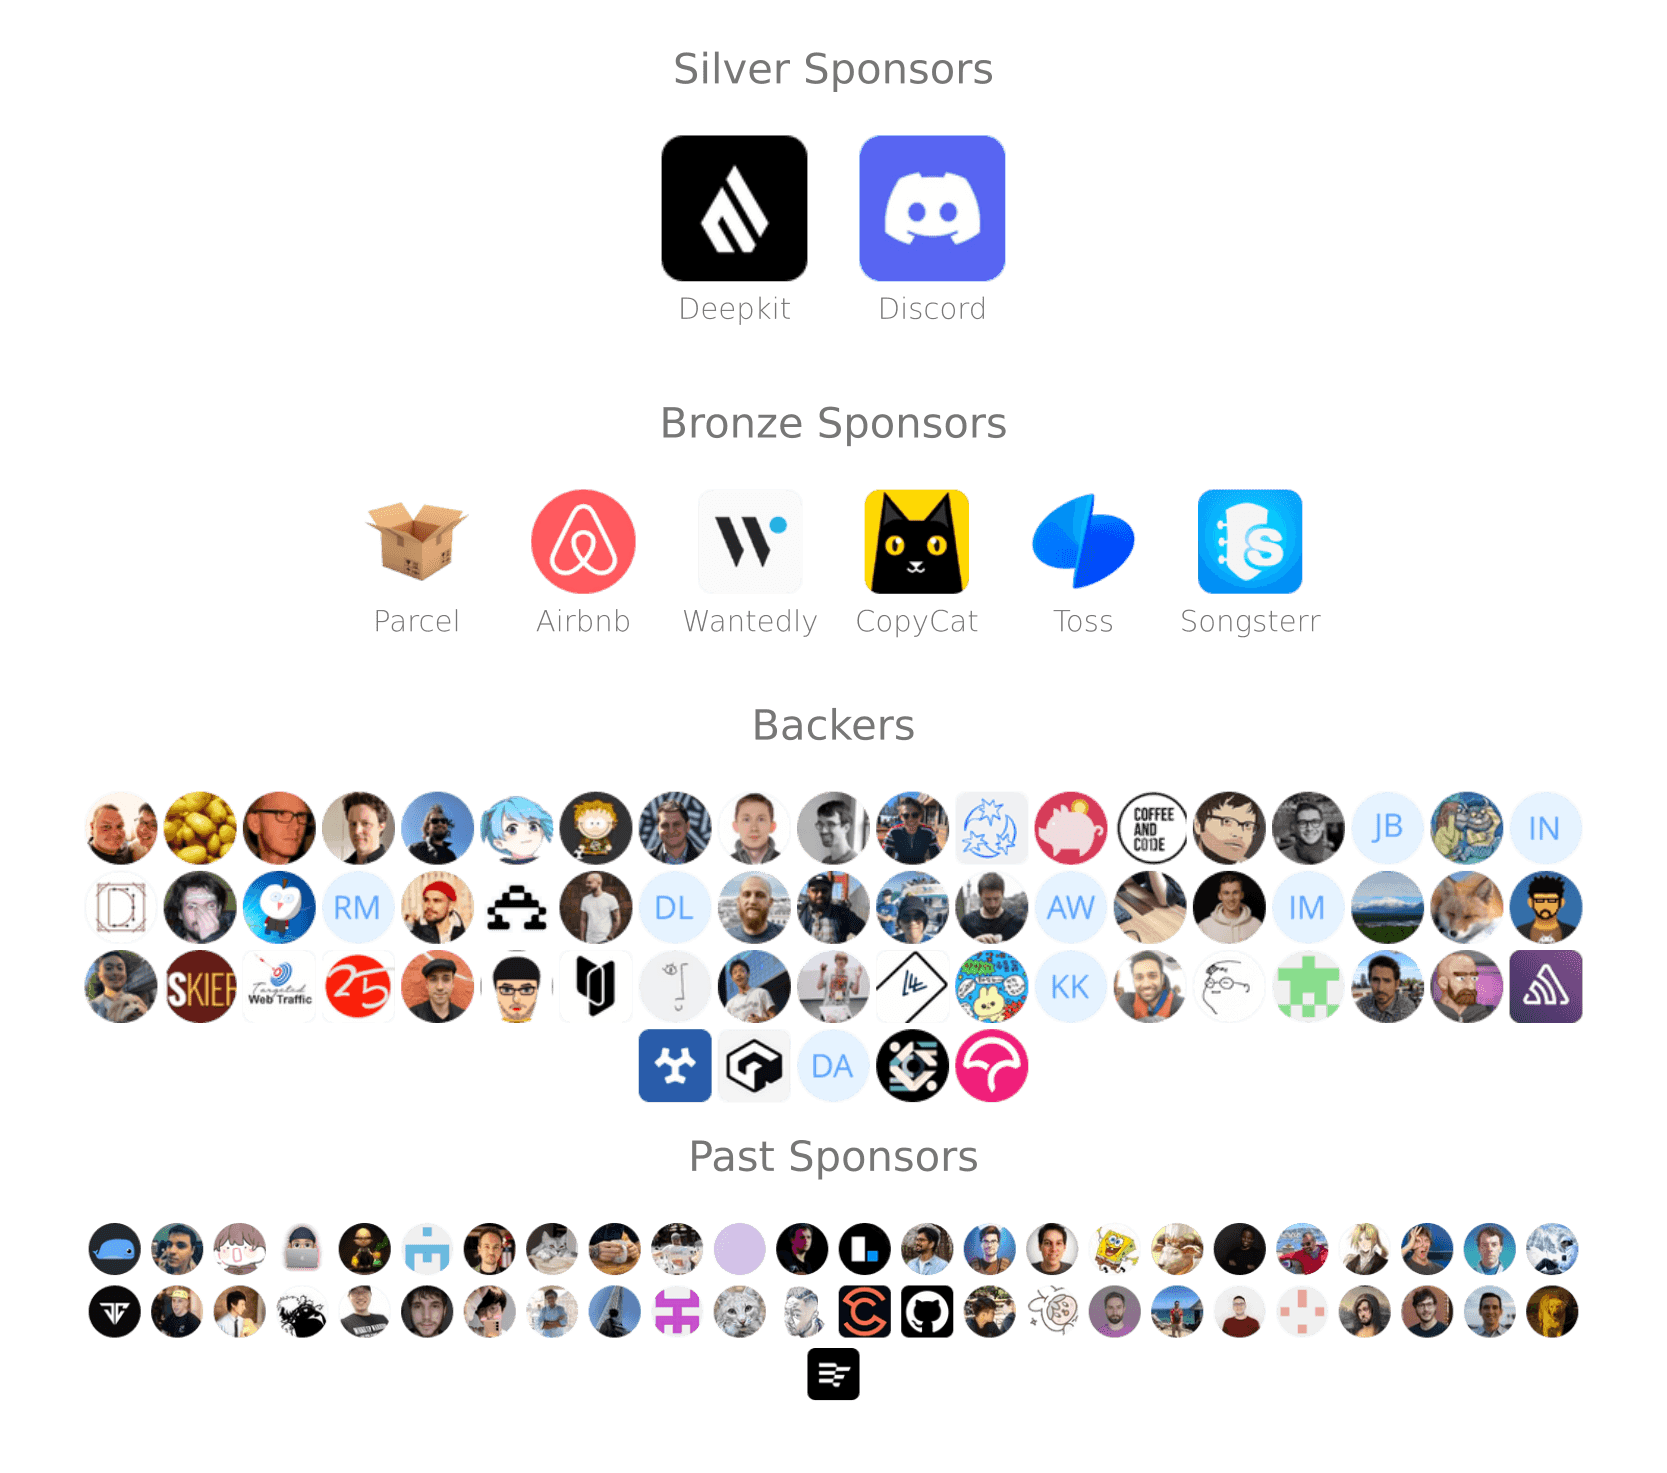 Silver Sponsors
Deepkit
Discord
Bronze Sponsors
Parcel
Airbnb
Wantedly
CopyCat
Toss
Songsterr
Backers
COFFEE
AND
CODE
JB
IN
RM
DL
AW
IM
SKIER
Targeted
Web Traffic
25
KK
DA
Past Sponsors